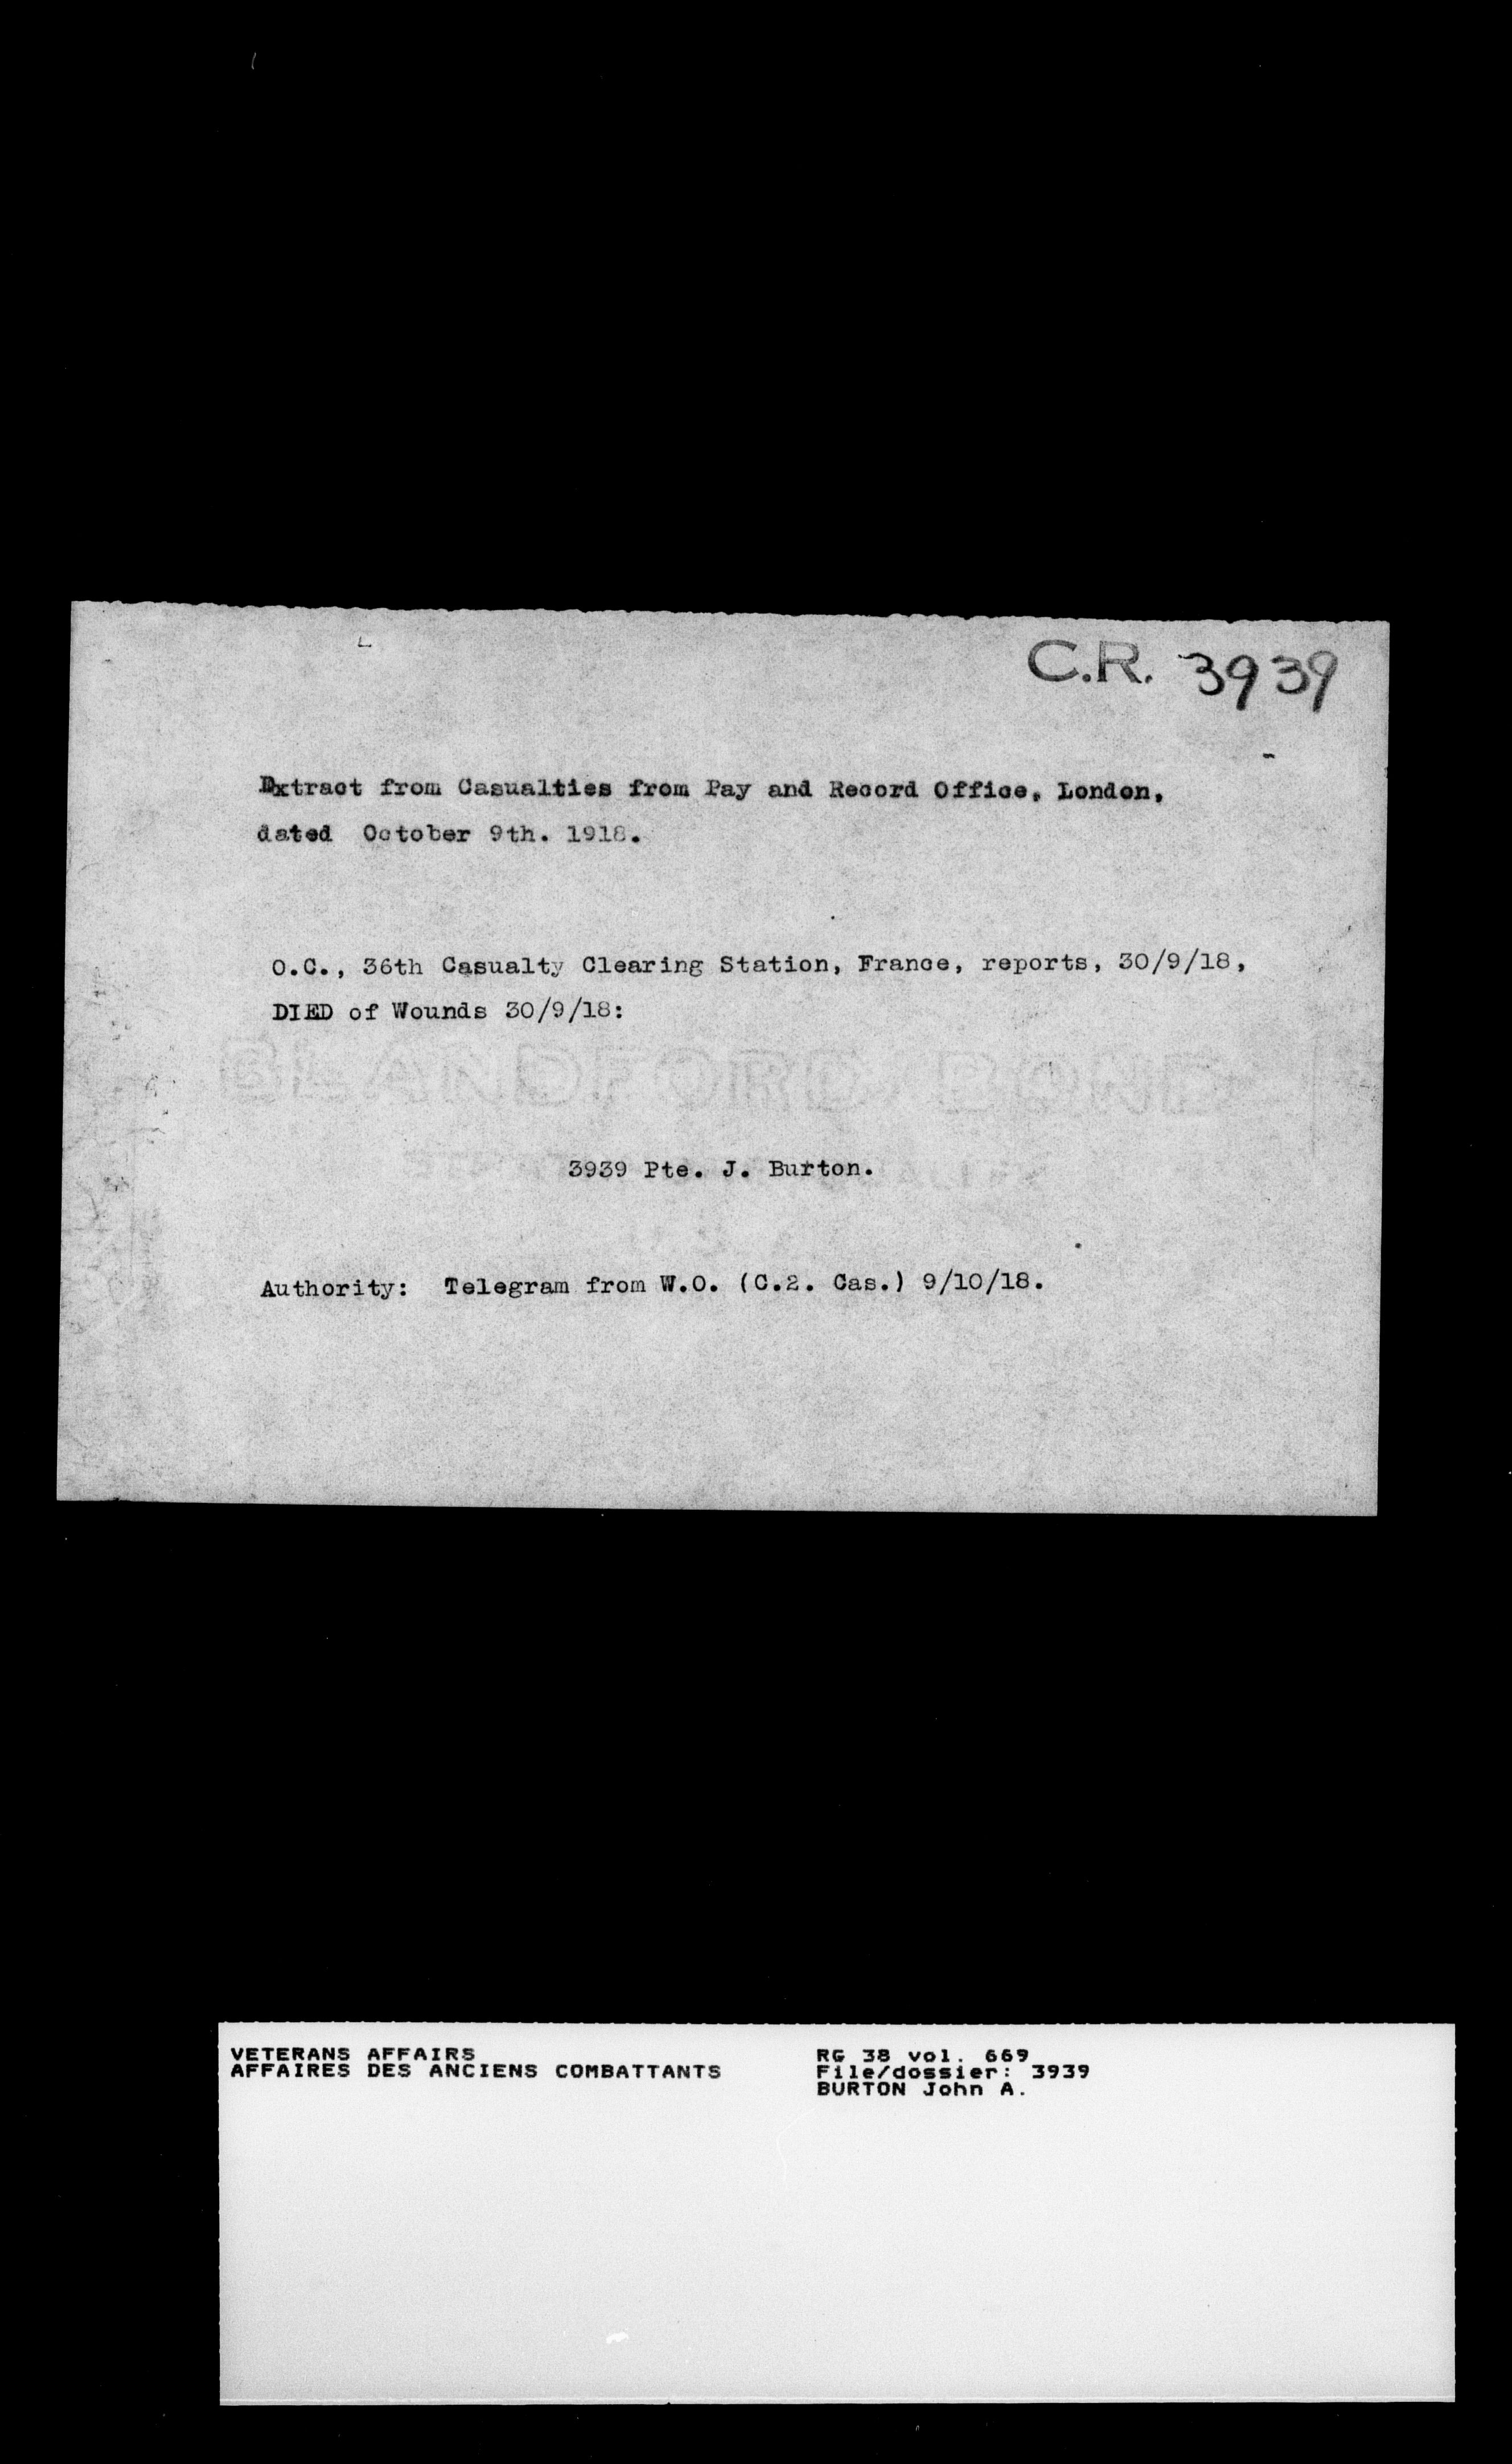 C.R. 3939
Extract from Casualties from Pay and Record Office, London,
dated October 9th. 1918.
O.C., 36th Casualty Clearing Station, France, reports, 30/9/18,
DIED of Wounds 30/9/18:
BLANDFORD BOND
3939 Pte. J. Burton.
Authority: Telegram from W.O. (C.2. Cas.) 9/10/18.
VETERANS AFFAIRS
AFFAIRES DES ANCIENS COMBATTANTS
RG 38 vol. 669
File/dossier: 3939
BURTON John A.